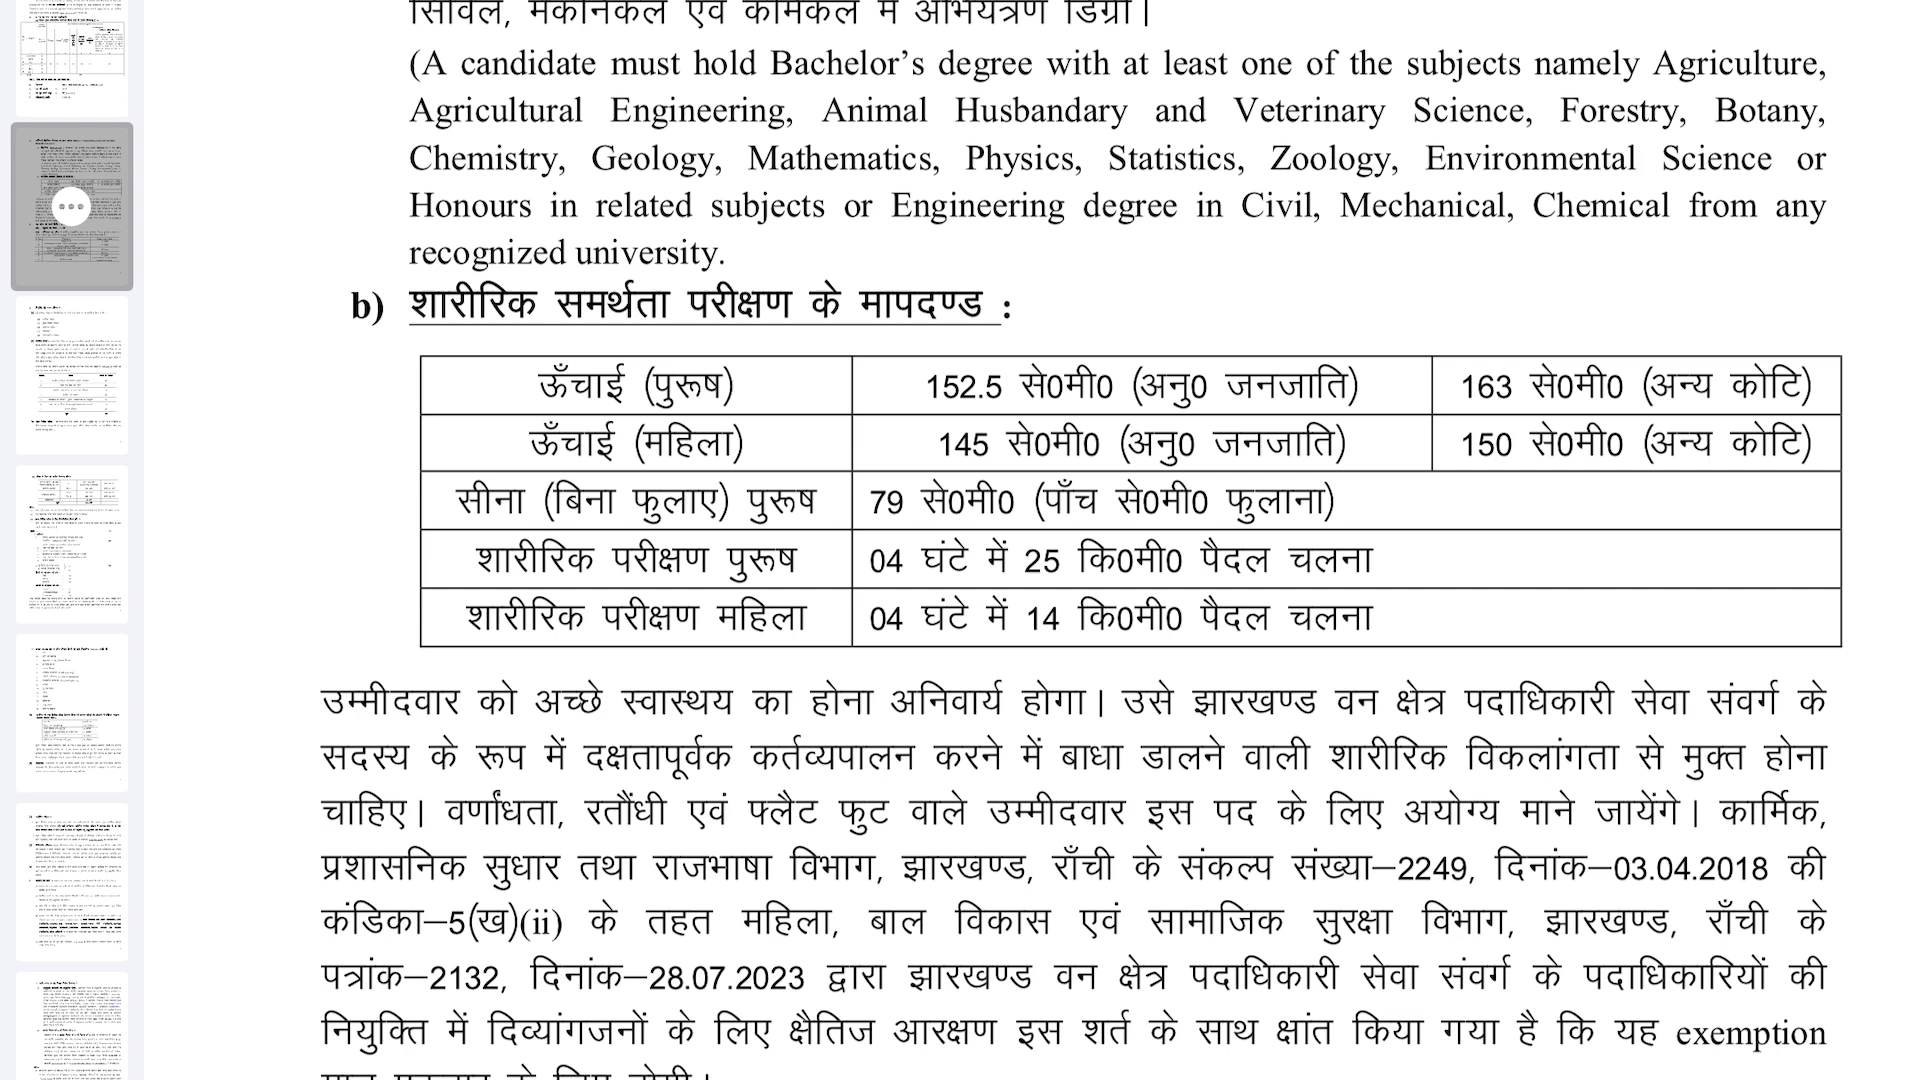 सिविल, मैकेनिकल एवं केमिकल में अभियंत्रण डिग्री।
(A candidate must hold Bachelor’s degree with at least one of the subjects namely Agriculture,
Agricultural Engineering, Animal Husbandary and Veterinary Science, Forestry, Botany,
Chemistry, Geology, Mathematics, Physics, Statistics, Zoology, Environmental Science or
Honours in related subjects or Engineering degree in Civil, Mechanical, Chemical from any
recognized university.
b) शारीरिक समर्थता परीक्षण के मापदण्ड :
ऊँचाई (पुरूष) 152.5 से0मी0 (अनु0 जनजाति) 163 से0मी0 (अन्य कोटि)
ऊँचाई (महिला) 145 से0मी0 (अनु0 जनजाति) 150 से0मी0 (अन्य कोटि)
सीना (बिना फुलाए) पुरूष 79 से0मी0 (पाँच से0मी0 फुलाना)
शारीरिक परीक्षण पुरूष 04 घंटे में 25 कि0मी0 पैदल चलना
शारीरिक परीक्षण महिला 04 घंटे में 14 कि0मी0 पैदल चलना
उम्मीदवार को अच्छे स्वास्थय का होना अनिवार्य होगा। उसे झारखण्ड वन क्षेत्र पदाधिकारी सेवा संवर्ग के
सदस्य के रूप में दक्षतापूर्वक कर्तव्यपालन करने में बाधा डालने वाली शारीरिक विकलांगता से मुक्त होना
चाहिए। वर्णांधता, रतौंधी एवं फ्लैट फुट वाले उम्मीदवार इस पद के लिए अयोग्य माने जायेंगे। कार्मिक,
प्रशासनिक सुधार तथा राजभाषा विभाग, झारखण्ड, राँची के संकल्प संख्या–2249, दिनांक–03.04.2018 की
कंडिका–5(ख)(ii) के तहत महिला, बाल विकास एवं सामाजिक सुरक्षा विभाग, झारखण्ड, राँची के
पत्रांक–2132, दिनांक–28.07.2023 द्वारा झारखण्ड वन क्षेत्र पदाधिकारी सेवा संवर्ग के पदाधिकारियों की
नियुक्ति में दिव्यांगजनों के लिए क्षैतिज आरक्षण इस शर्त के साथ क्षांत किया गया है कि यह exemption
के लिए होगी।